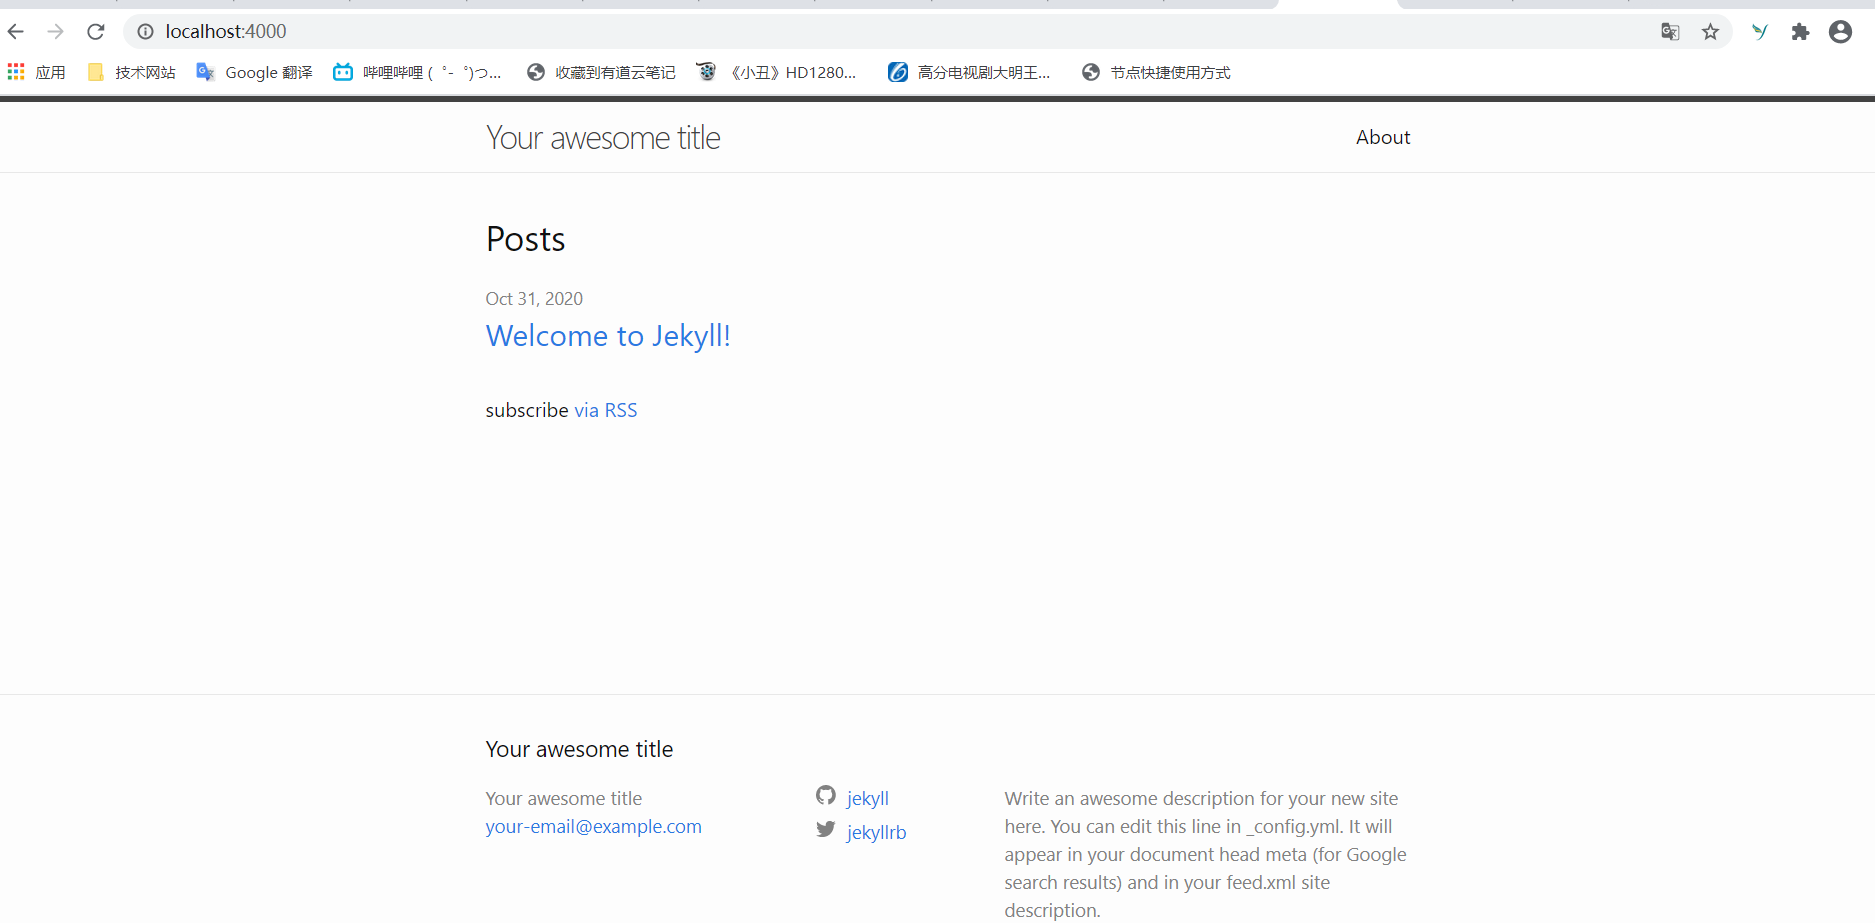 localhost:4000
应用 技术网站 Google 翻译 哔哩哔哩 ( ゜- ゜)つ... 收藏到有道云笔记 《小丑》HD1280... 高分电视剧大明王... 节点快捷使用方式
Your awesome title About
Posts
Oct 31, 2020
Welcome to Jekyll!
subscribe via RSS
Your awesome title
Your awesome title
your-email@example.com
jekyll
jekyllrb
Write an awesome description for your new site
here. You can edit this line in _config.yml. It will
appear in your document head meta (for Google
search results) and in your feed.xml site
description.